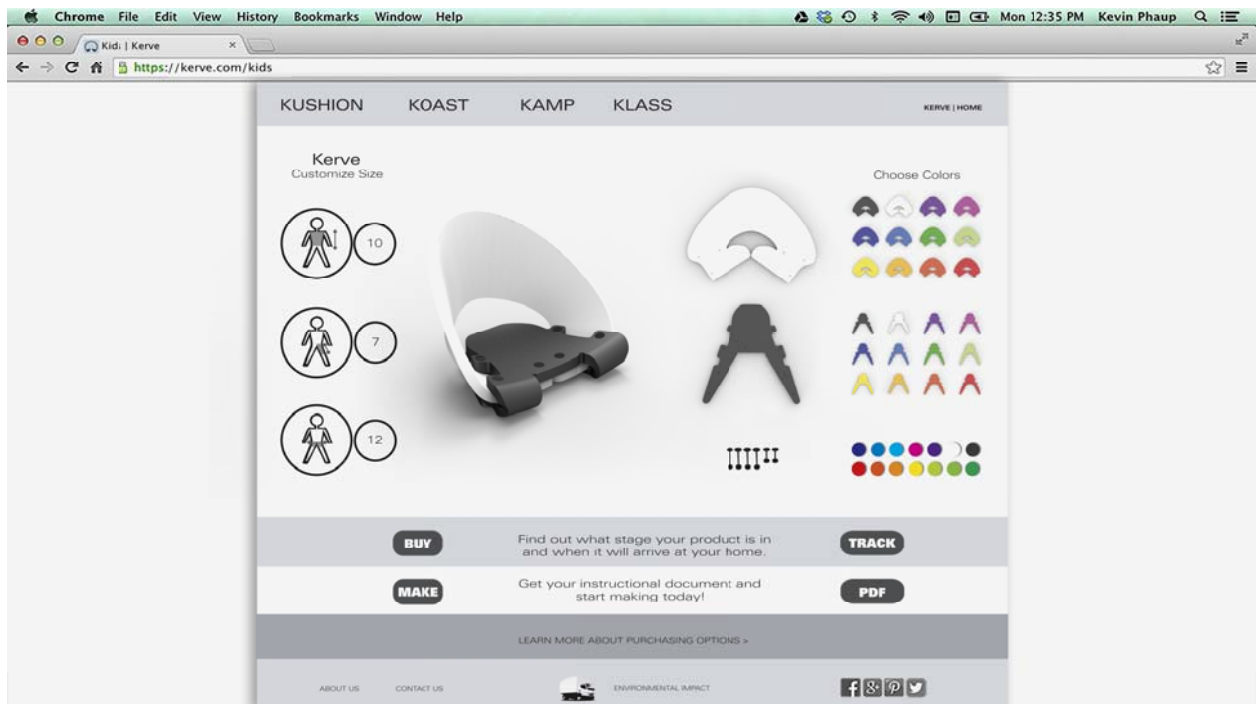 Chrome File Edit View History Bookmarks Window Help
Mon 12:35 PM Kevin Phaup
Kids | Kerve
https://kerve.com/kids
KUSHION KOAST KAMP KLASS
KERVE | HOME
Kerve
Customize Size
Choose Colors
10
7
12
BUY
Find out what stage your product is in
and when it will arrive at your home.
TRACK
MAKE
Get your instructional document and
start making today!
PDF
LEARN MORE ABOUT PURCHASING OPTIONS >
ABOUT US CONTACT US ENVIRONMENTAL IMPACT